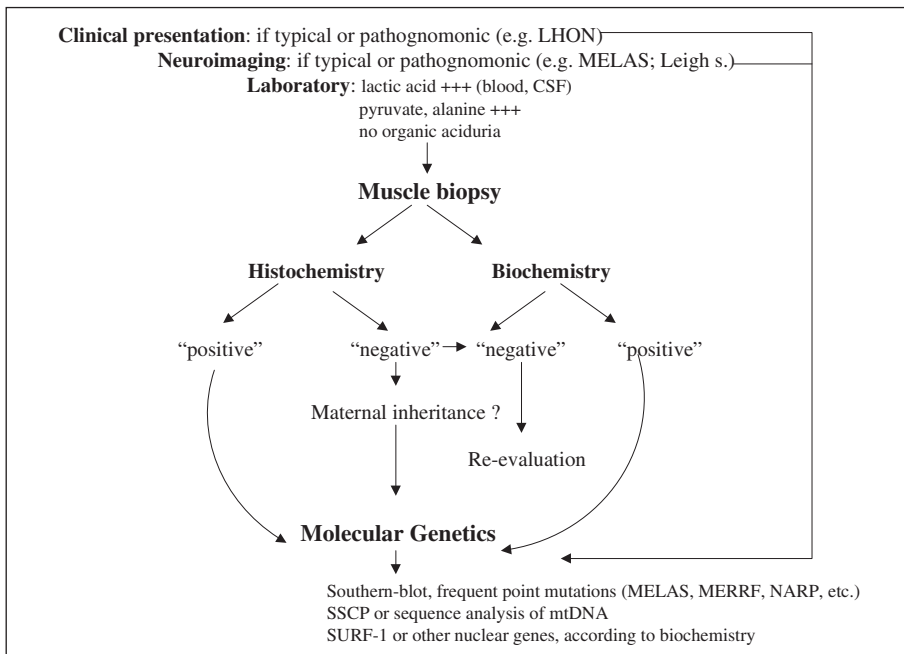 Clinical presentation: if typical or pathognomonic (e.g. LHON)
Neuroimaging: if typical or pathognomonic (e.g. MELAS; Leigh s.)
Laboratory: lactic acid +++ (blood, CSF)
pyruvate, alanine +++
no organic aciduria
Muscle biopsy
Histochemistry Biochemistry
“positive” “negative” “negative” “positive”
Maternal inheritance ?
Re-evaluation
Molecular Genetics
Southern-blot, frequent point mutations (MELAS, MERRF, NARP, etc.)
SSCP or sequence analysis of mtDNA
SURF-1 or other nuclear genes, according to biochemistry